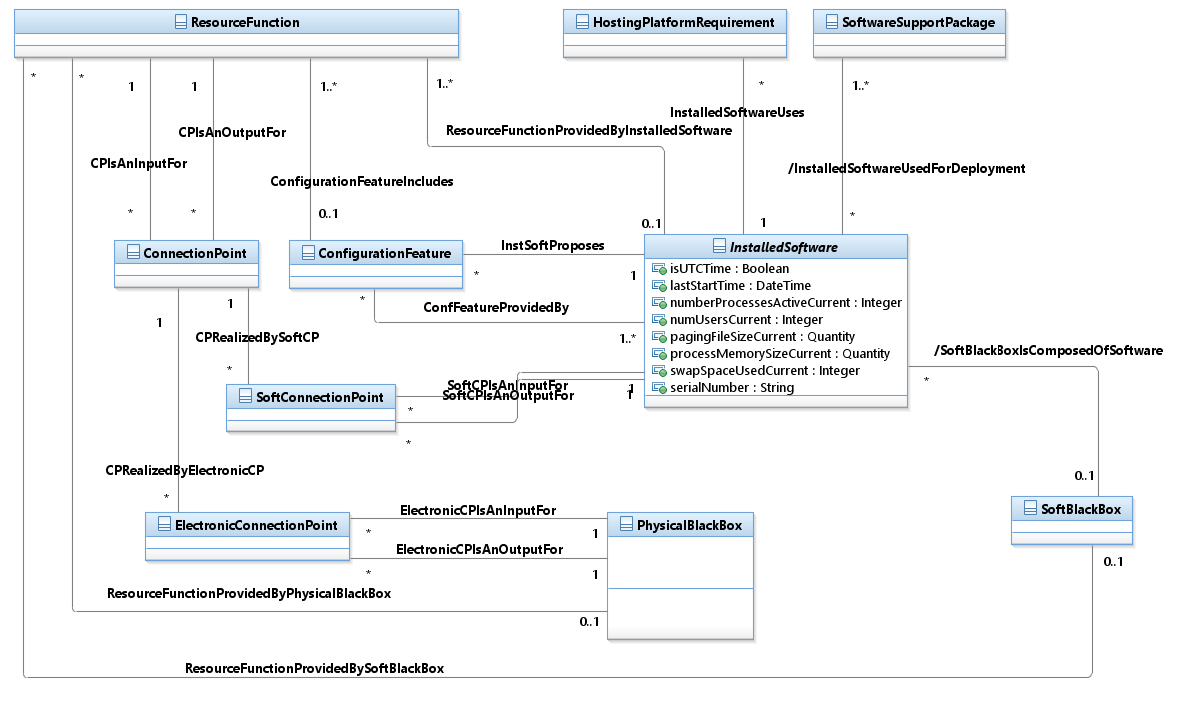 ResourceFunction
HostingPlatformRequirement
SoftwareSupportPackage
*
*
1
1
1..*
1..*
*
1..*
InstalledSoftwareUses
ResourceFunctionProvidedByInstalledSoftware
CPIsAnOutputFor
CPIsAnInputFor
/InstalledSoftwareUsedForDeployment
ConfigurationFeatureIncludes
*
*
0..1
0..1
1
*
ConnectionPoint
ConfigurationFeature
InstSoftProposes
InstalledSoftware
*
1
isUTCTime : Boolean
lastStartTime : DateTime
numberProcessesActiveCurrent : Integer
numUsersCurrent : Integer
pagingFileSizeCurrent : Quantity
processMemorySizeCurrent : Quantity
swapSpaceUsedCurrent : Integer
serialNumber : String
1
1
*
ConfFeatureProvidedBy
1..*
CPRealizedBySoftCP
/SoftBlackBoxIsComposedOfSoftware
*
*
SoftCPIsAnInputFor
SoftCPIsAnOutputFor
1
1
SoftConnectionPoint
*
*
CPRealizedByElectronicCP
0..1
*
ElectronicCPIsAnInputFor
SoftBlackBox
ElectronicConnectionPoint
PhysicalBlackBox
*
1
ElectronicCPIsAnOutputFor
0..1
*
1
ResourceFunctionProvidedByPhysicalBlackBox
0..1
ResourceFunctionProvidedBySoftBlackBox